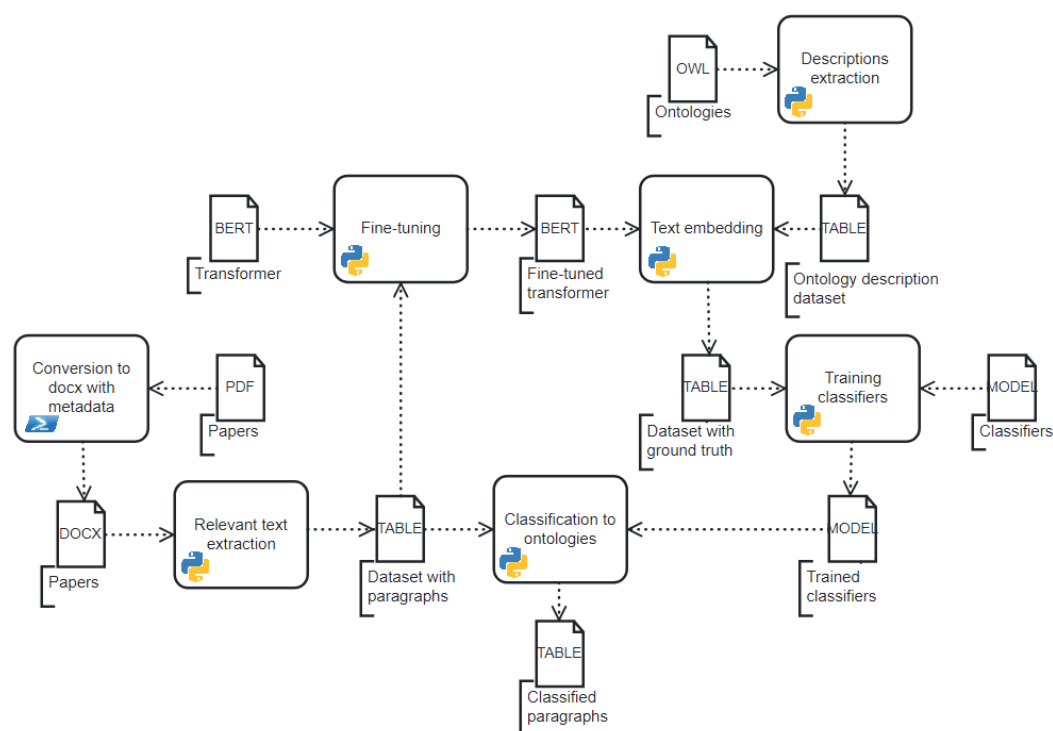 OWL
Ontologies
Descriptions
extraction
BERT
Transformer
Fine-tuning
BERT
Fine-tuned
transformer
Text embedding
TABLE
Ontology description
dataset
Conversion to
docx with
metadata
PDF
Papers
TABLE
Dataset with
ground truth
Training
classifiers
MODEL
Classifiers
DOCX
Papers
Relevant text
extraction
TABLE
Dataset with
paragraphs
Classification to
ontologies
MODEL
Trained
classifiers
TABLE
Classified
paragraphs